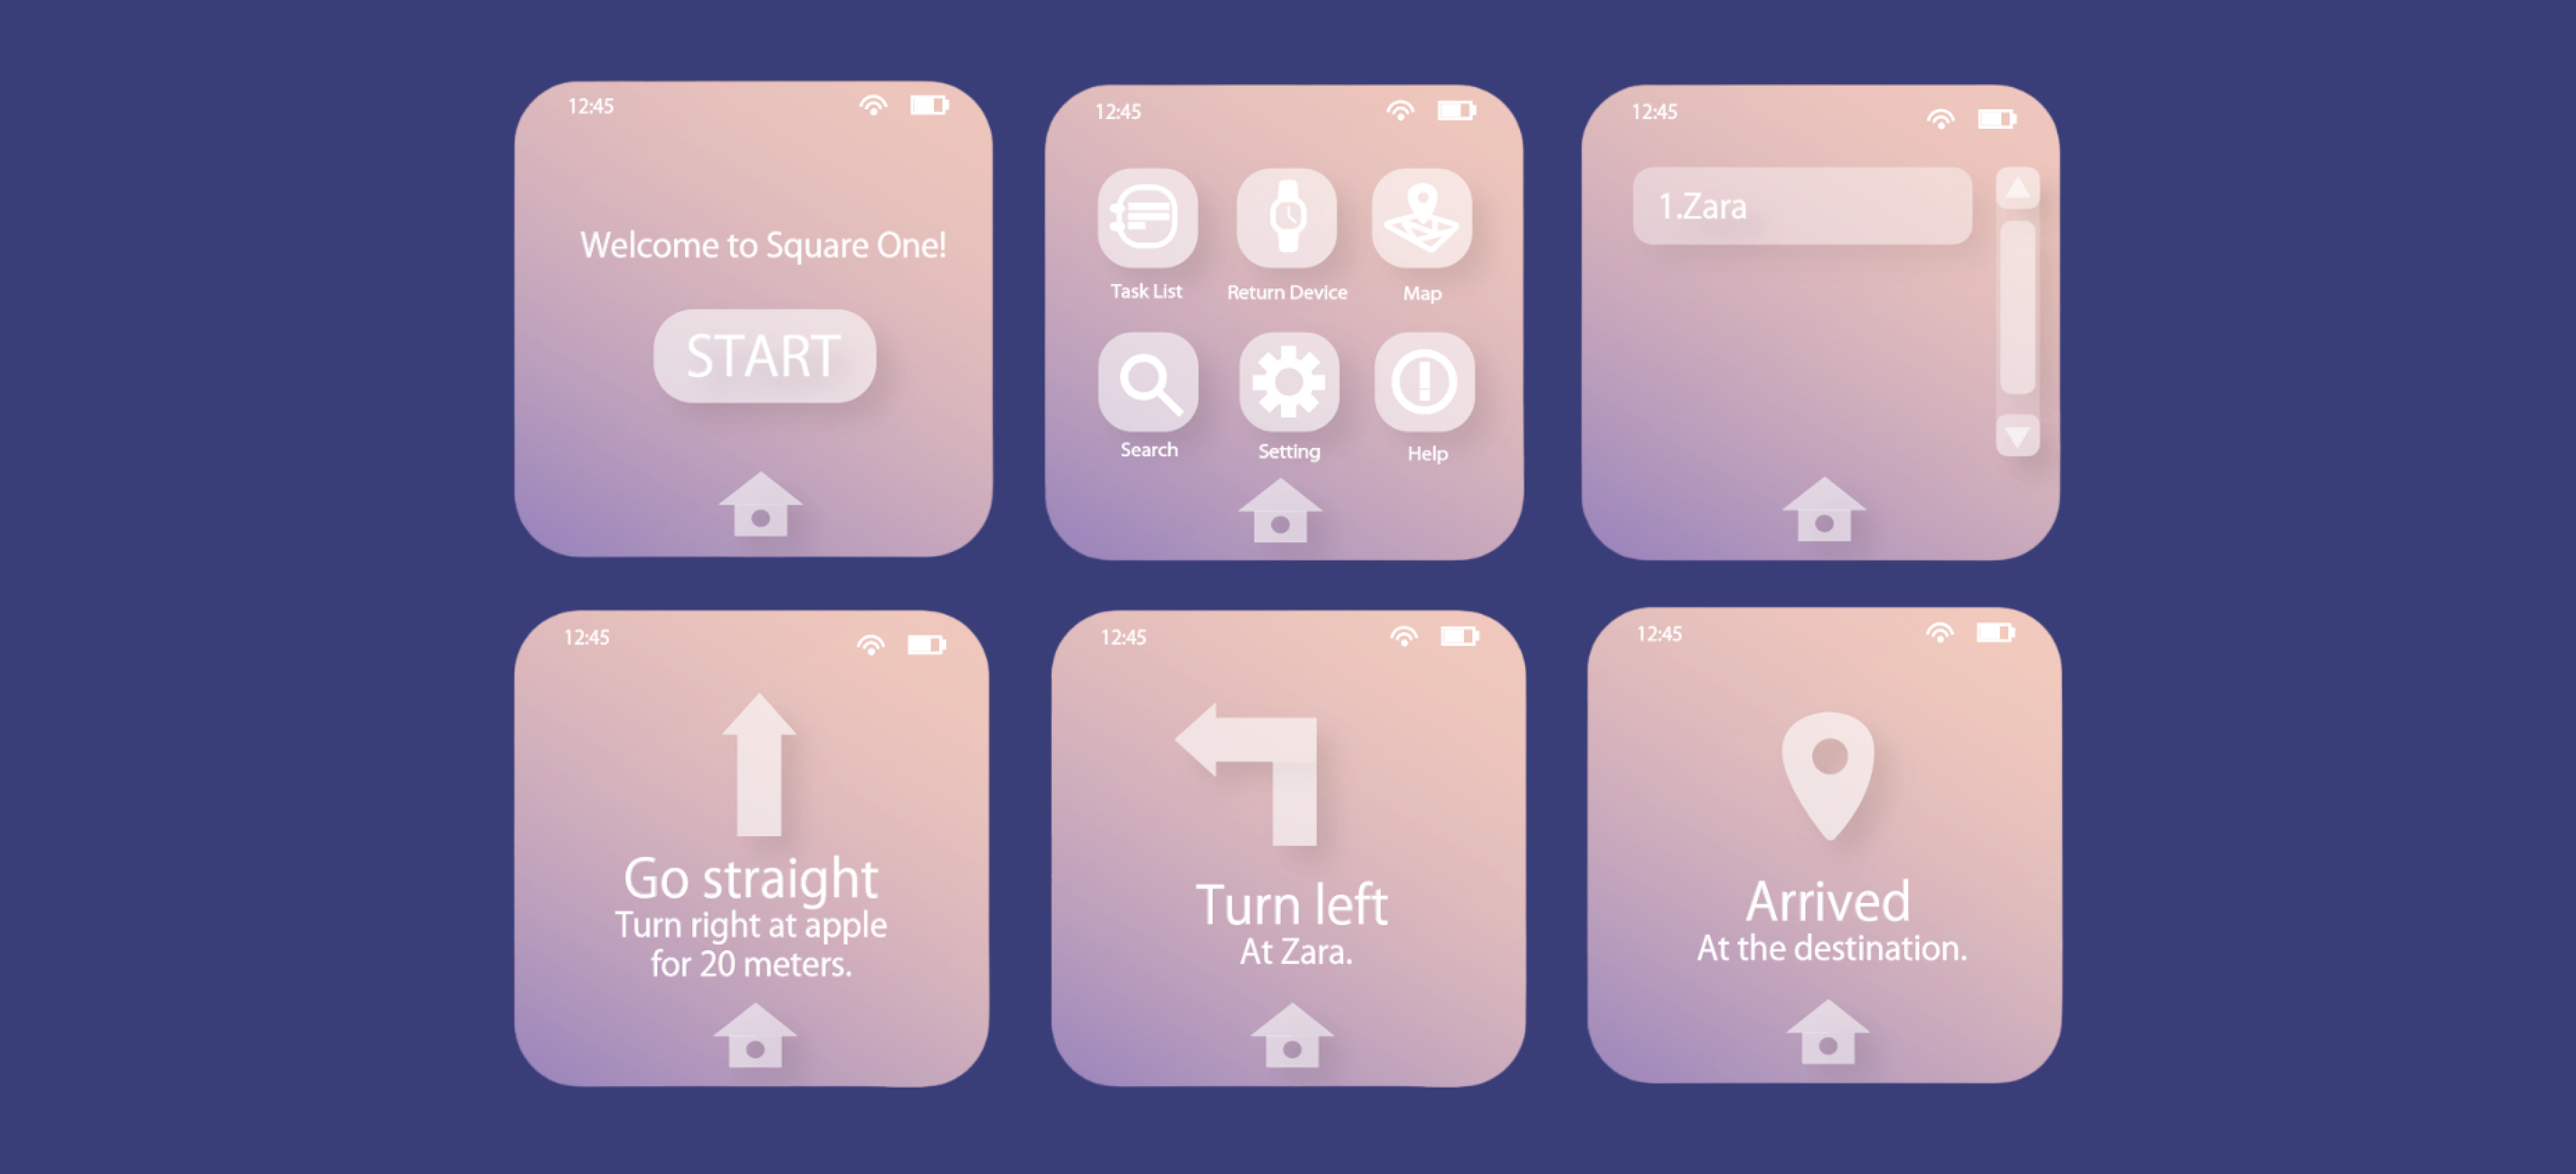 12:45
Welcome to Square One!
START
12:45
Task List
Return Device
Map
Search
Setting
Help
12:45
1.Zara
12:45
Go straight
Turn right at apple
for 20 meters.
12:45
Turn left
At Zara.
12:45
Arrived
At the destination.